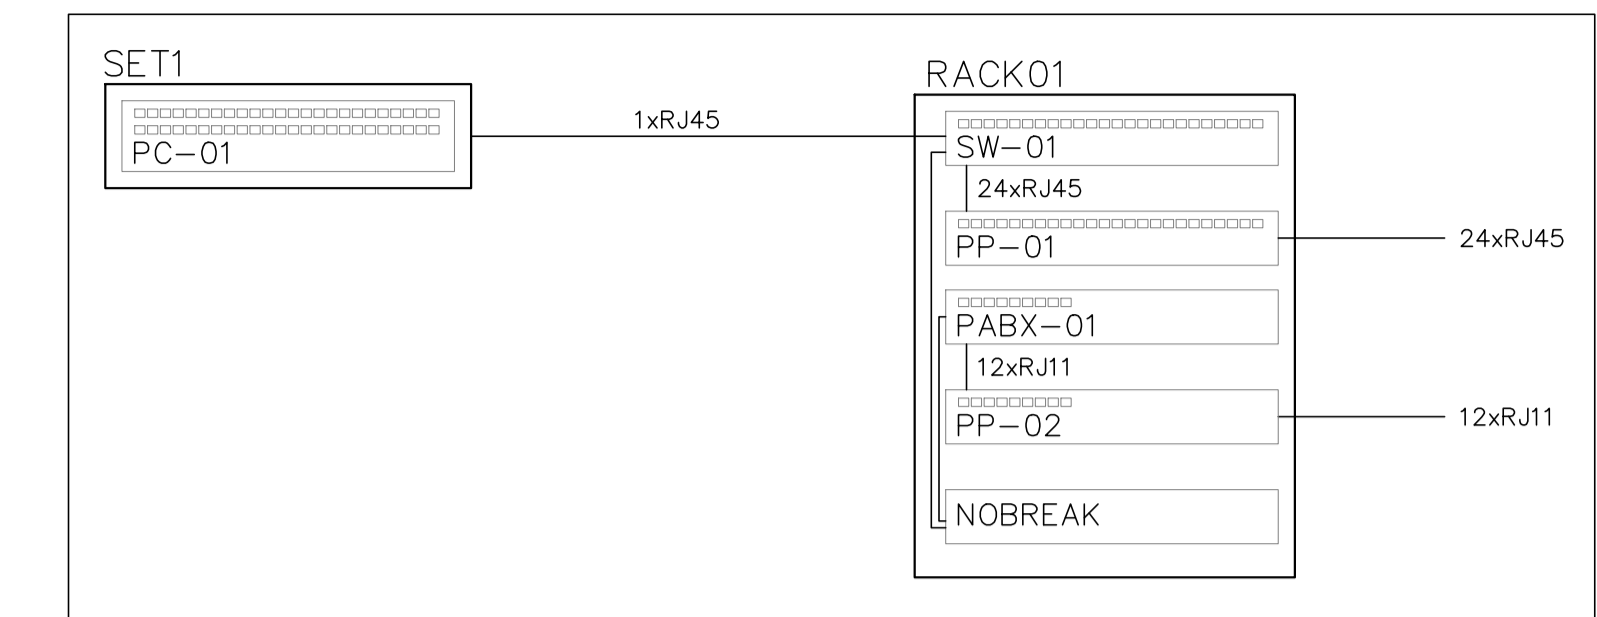 SET1
PC-01
1xRJ45
RACK01
SW-01
24xRJ45
PP-01
24xRJ45
PABX-01
12xRJ11
PP-02
12xRJ11
NOBREAK